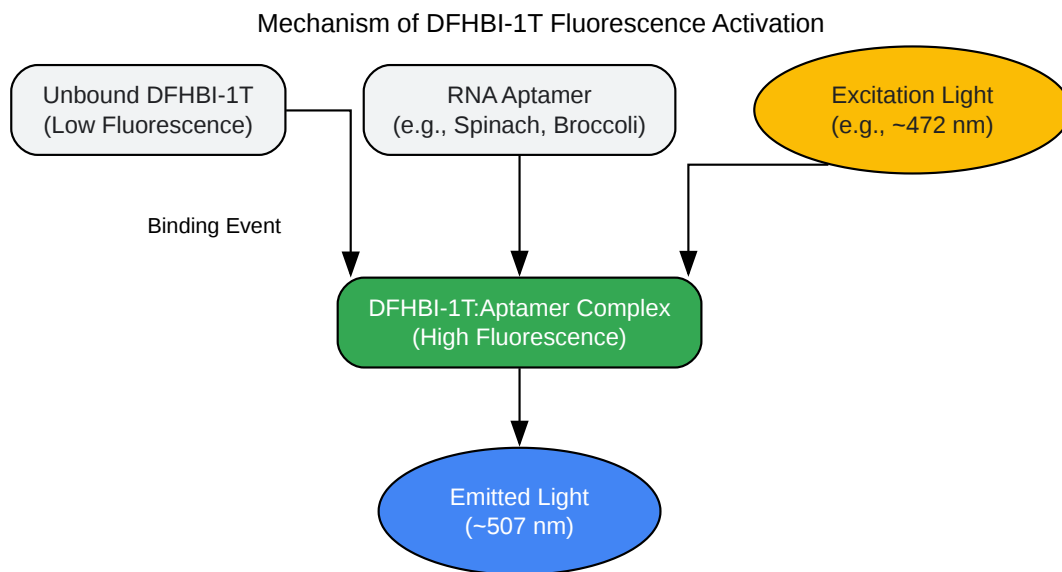 Mechanism of DFHBI-1T Fluorescence Activation
Unbound DFHBI-1T
(Low Fluorescence)
RNA Aptamer
(e.g., Spinach, Broccoli)
Excitation Light
(e.g., ~472 nm)
Binding Event
DFHBI-1T:Aptamer Complex
(High Fluorescence)
Emitted Light
(~507 nm)